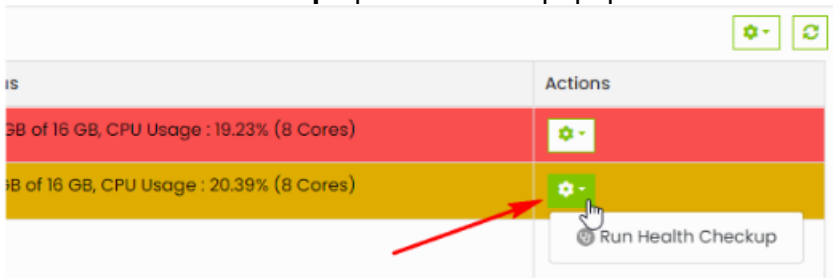 Actions
GB of 16 GB, CPU Usage : 19.23% (8 Cores)
GB of 16 GB, CPU Usage : 20.39% (8 Cores)
Run Health Checkup